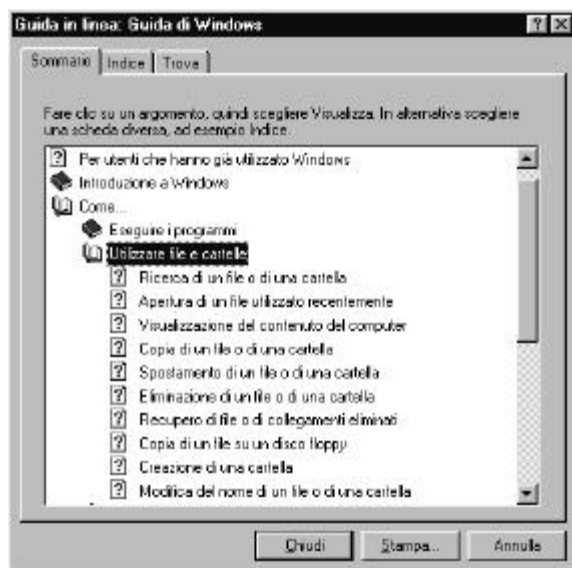 Guida in linea: Guida di Windows
Sommario Indice Trova
Fare clic su un argomento, quindi scegliere Visualizza. In alternativa scegliere
una scheda diversa, ad esempio Indice.
Per utenti che hanno già utilizzato Windows
Introduzione a Windows
Come...
Eseguire i programmi
Utilizzare file e cartelle
Ricerca di un file o di una cartella
Apertura di un file utilizzato recentemente
Visualizzazione del contenuto del computer
Copia di un file o di una cartella
Spostamento di un file o di una cartella
Eliminazione di un file o di una cartella
Recupero di file o di collegamenti eliminati
Copia di un file su un disco floppy
Creazione di una cartella
Modifica del nome di un file o di una cartella
Chiudi Stampa... Annulla